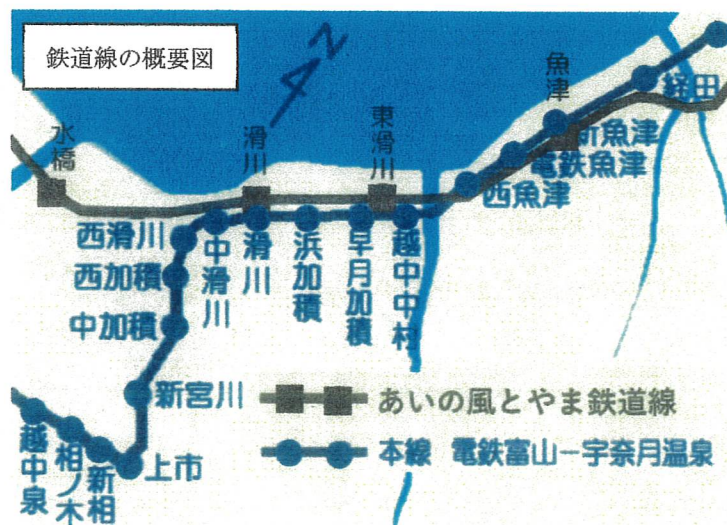 鉄道線の概要図
N
水橋
滑川
東滑川
魚津
経田
新魚津
電鉄魚津
西魚津
西滑川
中滑川
滑川
浜加積
早月加積
越中中村
西加積
中加積
新宮川
上市
新相
相ノ木
越中泉
あいの風とやま鉄道線
本線 電鉄富山－宇奈月温泉